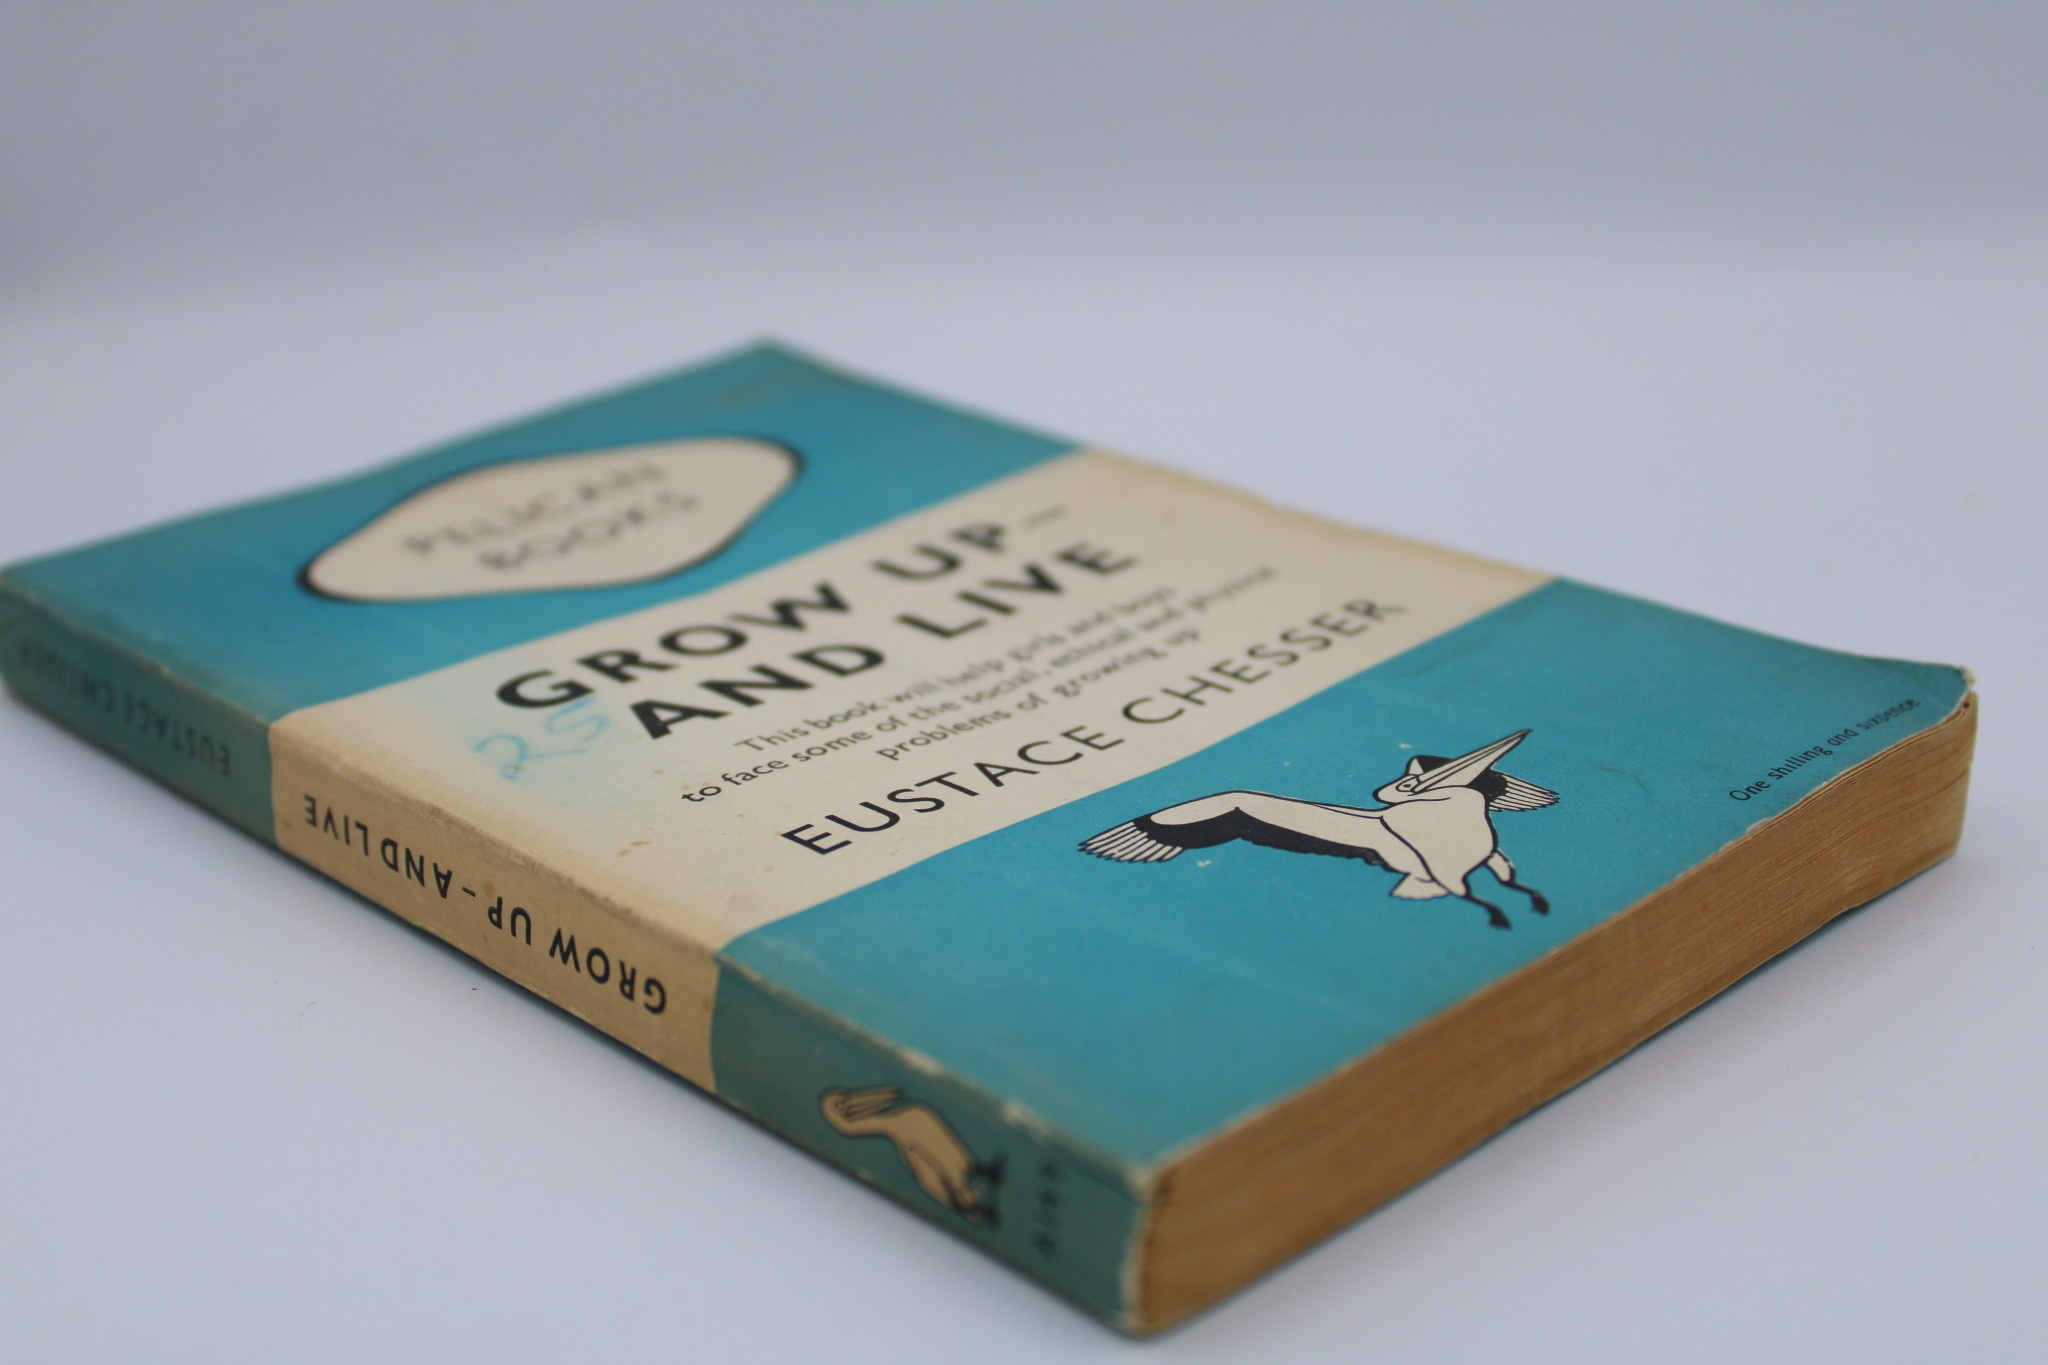 PELICAN
BOOKS
GROW UP—
AND LIVE
25
This book will help girls and boys
to face some of the social, ethical and physical
problems of growing up
EUSTACE CHESSER
One shilling and sixpence
EUSTACE CHESSER
GROW UP – AND LIVE